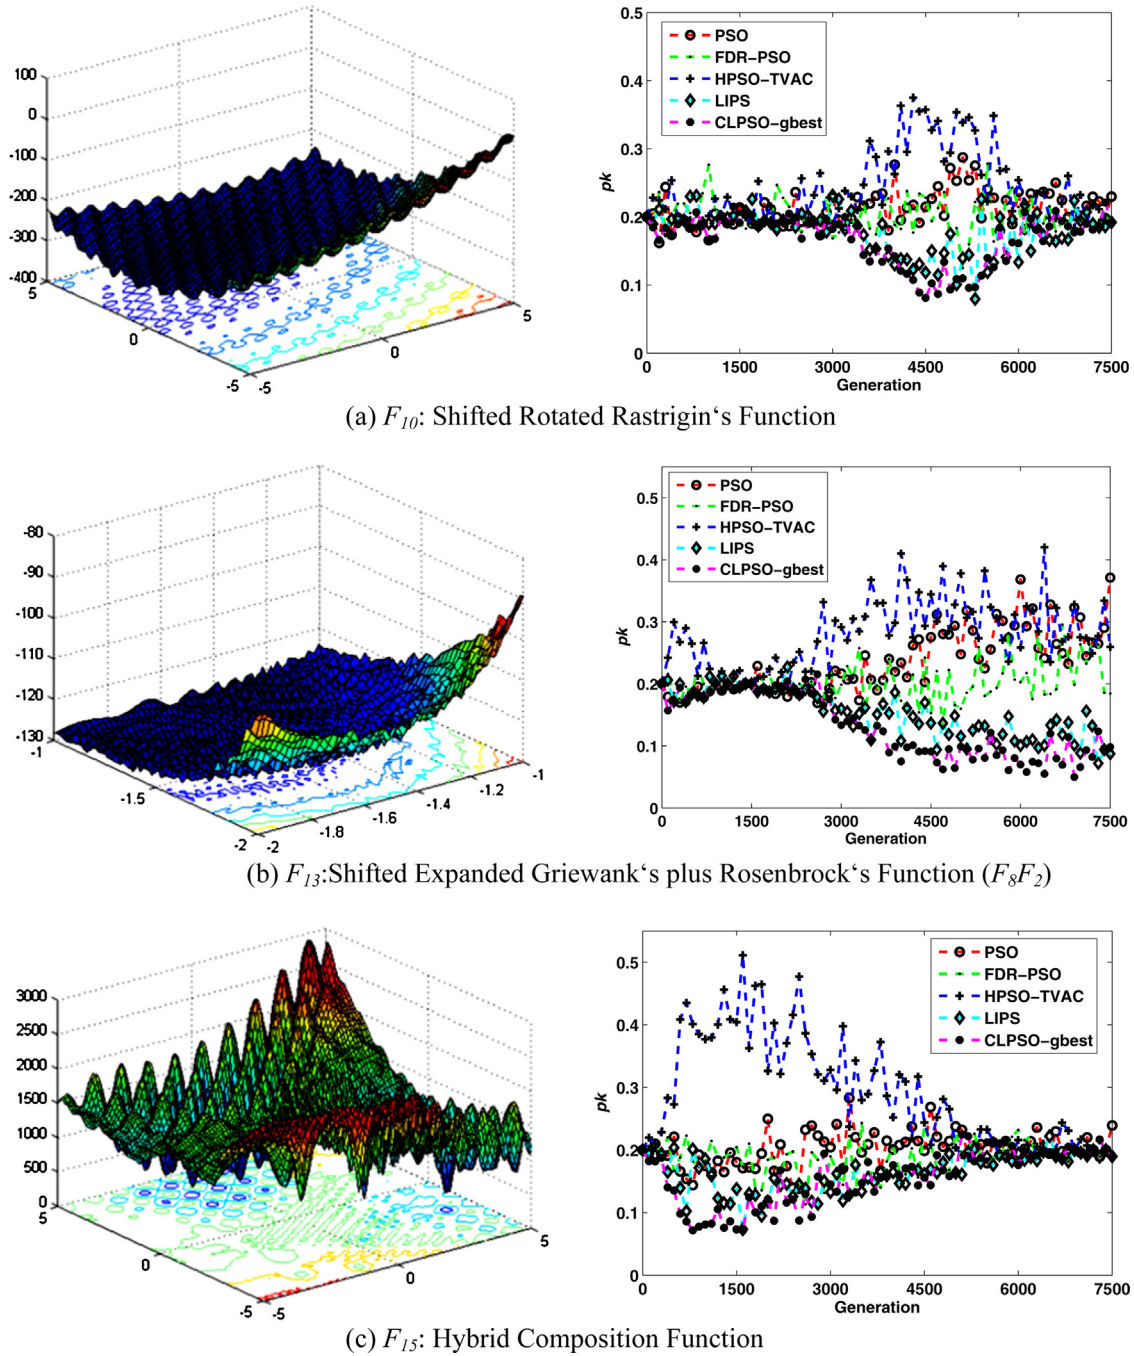 100
0
-100
-200
-300
-400
5
0
-5
-5
0
5
0.5
0.4
0.3
0.2
0.1
0
pk
PSO
FDR-PSO
HPSO-TVAC
LIPS
CLPSO-gbest
0 1500 3000 4500 6000 7500
Generation
(a) F10: Shifted Rotated Rastrigin‘s Function
-80
-90
-100
-110
-120
-130
-1
-1.5
-2
-2
-1.8
-1.6
-1.4
-1.2
-1
0.5
0.4
0.3
0.2
0.1
0
pk
PSO
FDR-PSO
HPSO-TVAC
LIPS
CLPSO-gbest
0 1500 3000 4500 6000 7500
Generation
(b) F13:Shifted Expanded Griewank‘s plus Rosenbrock‘s Function (F8F2)
3000
2500
2000
1500
1000
500
0
5
0
-5
-5
0
5
0.5
0.4
0.3
0.2
0.1
0
pk
PSO
FDR-PSO
HPSO-TVAC
LIPS
CLPSO-gbest
0 1500 3000 4500 6000 7500
Generation
(c) F15: Hybrid Composition Function